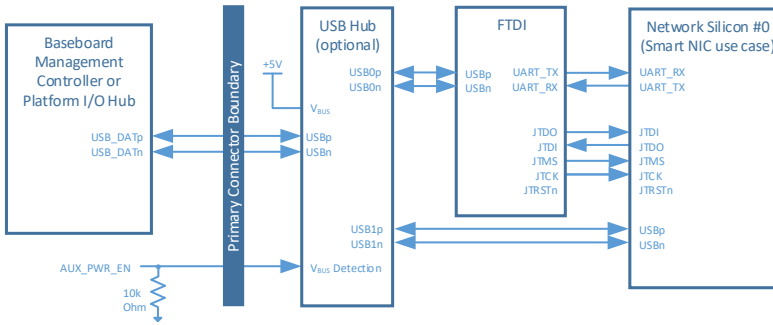 Baseboard
Management
Controller or
Platform I/O Hub
USB_DATp
USB_DATn
AUX_PWR_EN
10k
Ohm
Primary Connector Boundary
+5V
USB Hub
(optional)
USB0p
USB0n
VBUS
USBp
USBn
USB1p
USB1n
VBUS Detection
FTDI
USBp
USBn
UART_TX
UART_RX
JTDO
JTDI
JTMS
JTCK
JTRSTn
Network Silicon #0
(Smart NIC use case)
UART_RX
UART_TX
JTDI
JTDO
JTMS
JTCK
JTRSTn
USBp
USBn